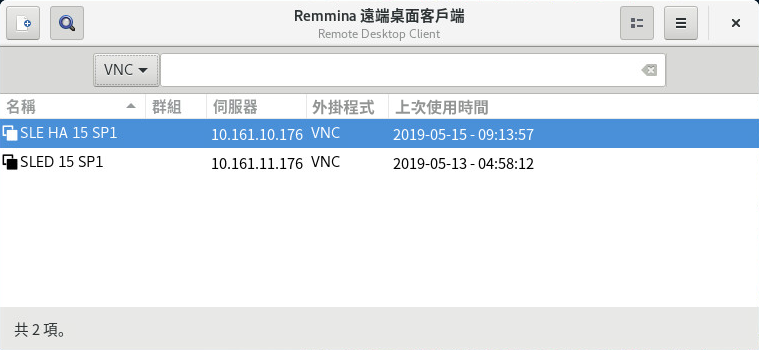 Remmina 遠端桌面客戶端
Remote Desktop Client
VNC
名稱 群組 伺服器 外掛程式 上次使用時間
SLE HA 15 SP1 10.161.10.176 VNC 2019-05-15 - 09:13:57
SLED 15 SP1 10.161.11.176 VNC 2019-05-13 - 04:58:12
共 2 項。